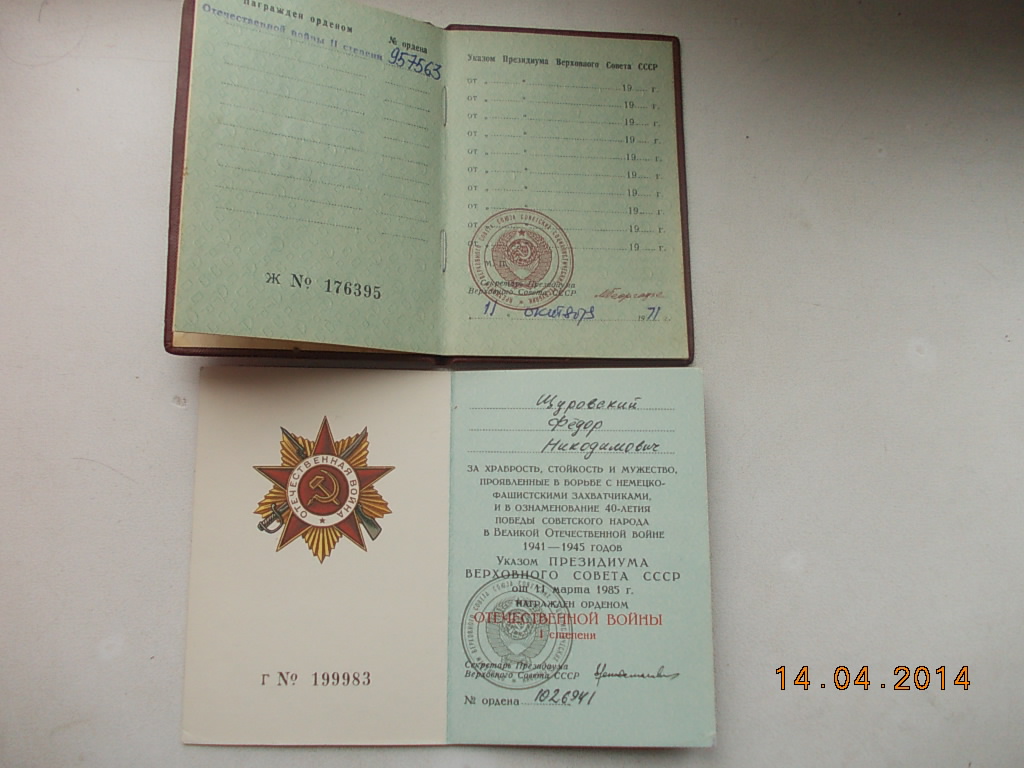 Награжден орденом
№ ордена
Отечественной войны II степени 957563
Ж № 176395
Указом Президиума Верховного Совета СССР
от „ " 19 г.
от „ " 19 г.
от „ " 19 г.
от „ " 19 г.
от „ " 19 г.
от „ " 19 г.
от „ " 19 г.
от „ " 19 г.
от 19 г.
от 19 г.
М. П.
Секретарь Президиума
Верховного Совета СССР
11 октября 1971 г.
ОТЕЧЕСТВЕННАЯ ВОЙНА
г № 199983
Щуровский
Фёдор
Никодимович
ЗА ХРАБРОСТЬ, СТОЙКОСТЬ И МУЖЕСТВО,
ПРОЯВЛЕННЫЕ В БОРЬБЕ С НЕМЕЦКО-
ФАШИСТСКИМИ ЗАХВАТЧИКАМИ,
И В ОЗНАМЕНОВАНИЕ 40-ЛЕТИЯ
ПОБЕДЫ СОВЕТСКОГО НАРОДА
В ВЕЛИКОЙ ОТЕЧЕСТВЕННОЙ ВОЙНЕ
1941—1945 ГОДОВ
УКАЗОМ ПРЕЗИДИУМА
ВЕРХОВНОГО СОВЕТА СССР
от 11 марта 1985 г.
НАГРАЖДЕН ОРДЕНОМ
ОТЕЧЕСТВЕННОЙ ВОЙНЫ
I степени
Секретарь Президиума
Верховного Совета СССР
№ ордена 1026941
14.04.2014